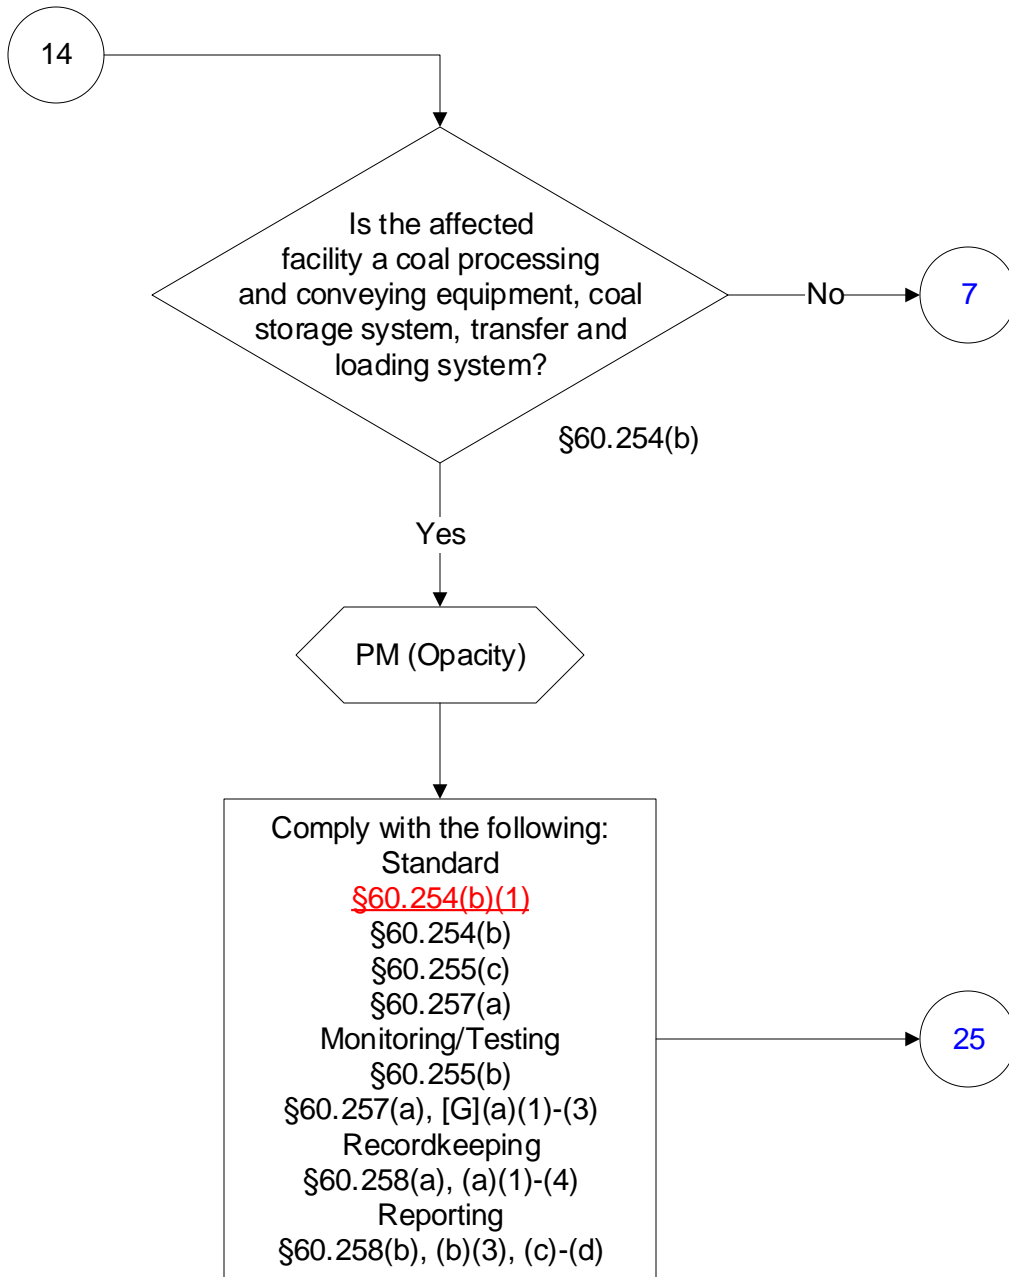 14
Is the affected
facility a coal processing
and conveying equipment, coal
storage system, transfer and
loading system?
No
7
§60.254(b)
Yes
PM (Opacity)
Comply with the following:
Standard
§60.254(b)(1)
§60.254(b)
§60.255(c)
§60.257(a)
Monitoring/Testing
§60.255(b)
§60.257(a), [G](a)(1)-(3)
Recordkeeping
§60.258(a), (a)(1)-(4)
Reporting
§60.258(b), (b)(3), (c)-(d)
25